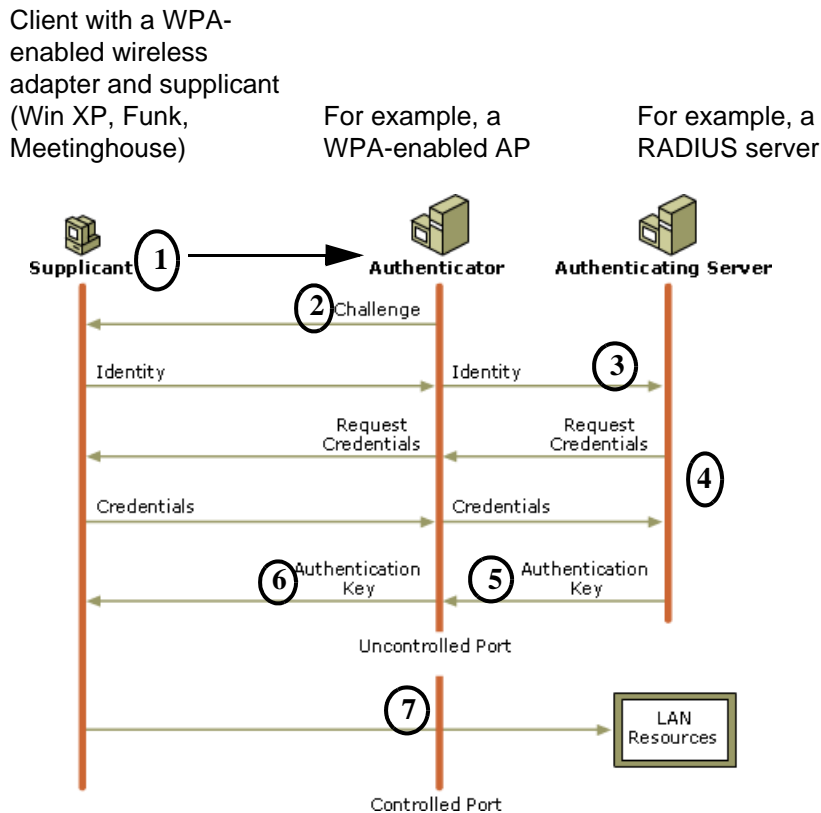 Client with a WPA-
enabled wireless
adapter and supplicant
(Win XP, Funk,
Meetinghouse)
For example, a
WPA-enabled AP
For example, a
RADIUS server
Supplicant
1
Authenticator
Authenticating Server
2
Challenge
Identity
Identity
3
Request
Credentials
Request
Credentials
4
Credentials
Credentials
6
Authentication
Key
5
Authentication
Key
Uncontrolled Port
7
LAN
Resources
Controlled Port